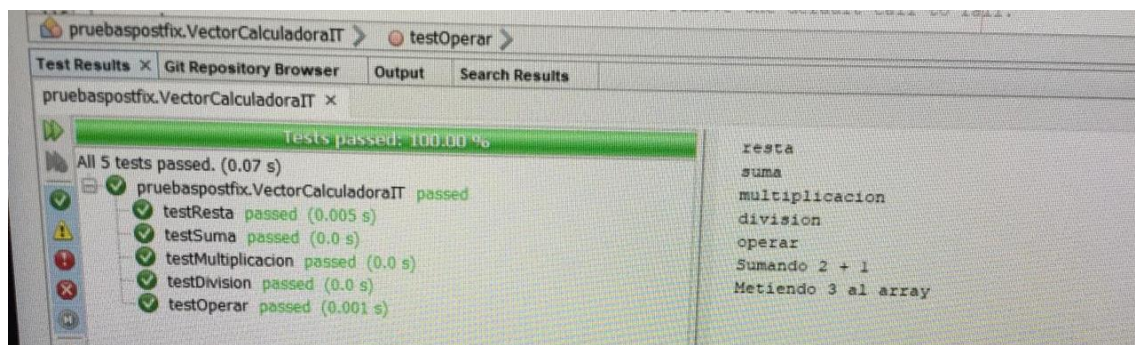 pruebaspostfix.VectorCalculadoraIT
testOperar
Test Results × Git Repository Browser Output Search Results
pruebaspostfix.VectorCalculadoraIT ×
Tests passed: 100.00 %
All 5 tests passed. (0.07 s)
pruebaspostfix.VectorCalculadoraIT passed
testResta passed (0.005 s)
testSuma passed (0.0 s)
testMultiplicacion passed (0.0 s)
testDivision passed (0.0 s)
testOperar passed (0.001 s)
resta
suma
multiplicacion
division
operar
Sumando 2 + 1
Metiendo 3 al array